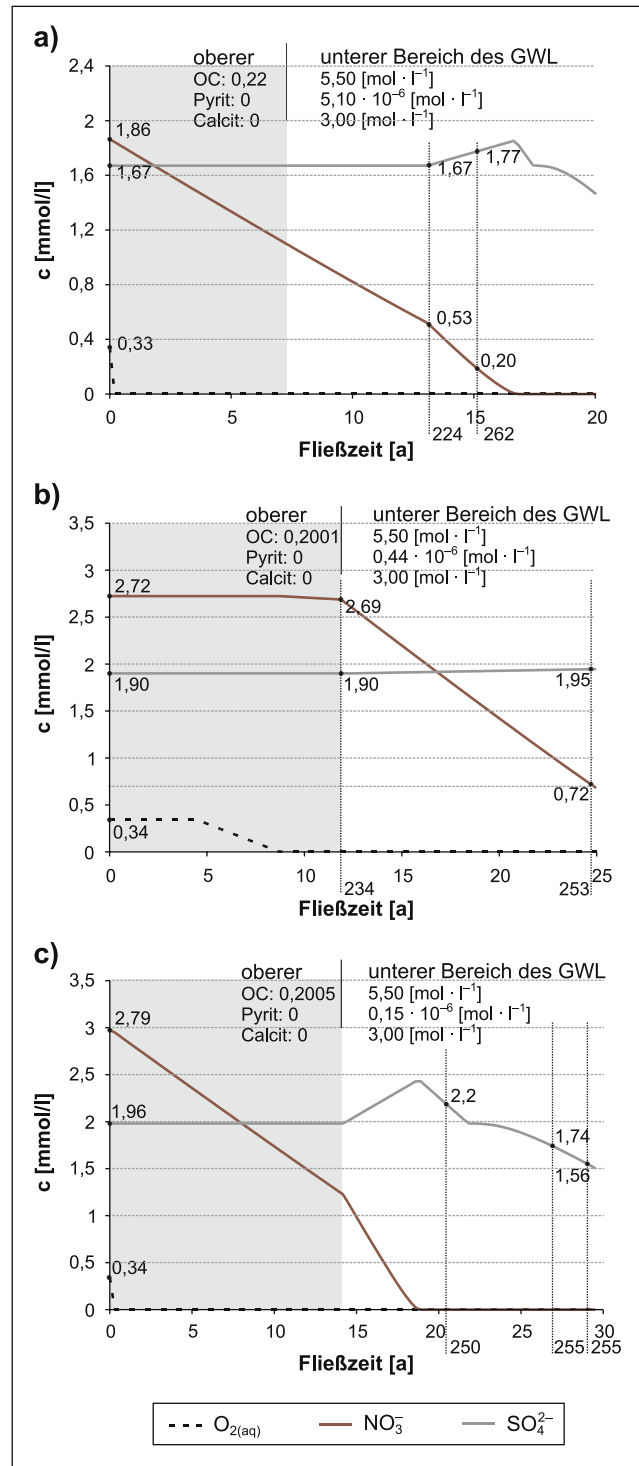 a)
oberer unterer Bereich des GWL
OC: 0,22 5,50 [mol · l⁻¹]
Pyrit: 0 5,10 · 10⁻⁶ [mol · l⁻¹]
Calcit: 0 3,00 [mol · l⁻¹]
2,4
2
1,6
1,2
0,8
0,4
0
c [mmol/l]
1,86
1,67
0,33
1,67
1,77
0,53
0,20
0 5 10 15 20
224 262
Fließzeit [a]
b)
oberer unterer Bereich des GWL
OC: 0,2001 5,50 [mol · l⁻¹]
Pyrit: 0 0,44 · 10⁻⁶ [mol · l⁻¹]
Calcit: 0 3,00 [mol · l⁻¹]
3,5
3
2,5
2
1,5
1
0,5
0
c [mmol/l]
2,72
2,69
1,90
1,90
1,95
0,72
0,34
0 5 10 15 20 25
234 253
Fließzeit [a]
c)
oberer unterer Bereich des GWL
OC: 0,2005 5,50 [mol · l⁻¹]
Pyrit: 0 0,15 · 10⁻⁶ [mol · l⁻¹]
Calcit: 0 3,00 [mol · l⁻¹]
3,5
3
2,5
2
1,5
1
0,5
0
c [mmol/l]
2,79
1,96
2,2
1,74
1,56
0,34
0 5 10 15 20 25 30
250 255 255
Fließzeit [a]
O₂₍aq₎ NO₃⁻ SO₄²⁻